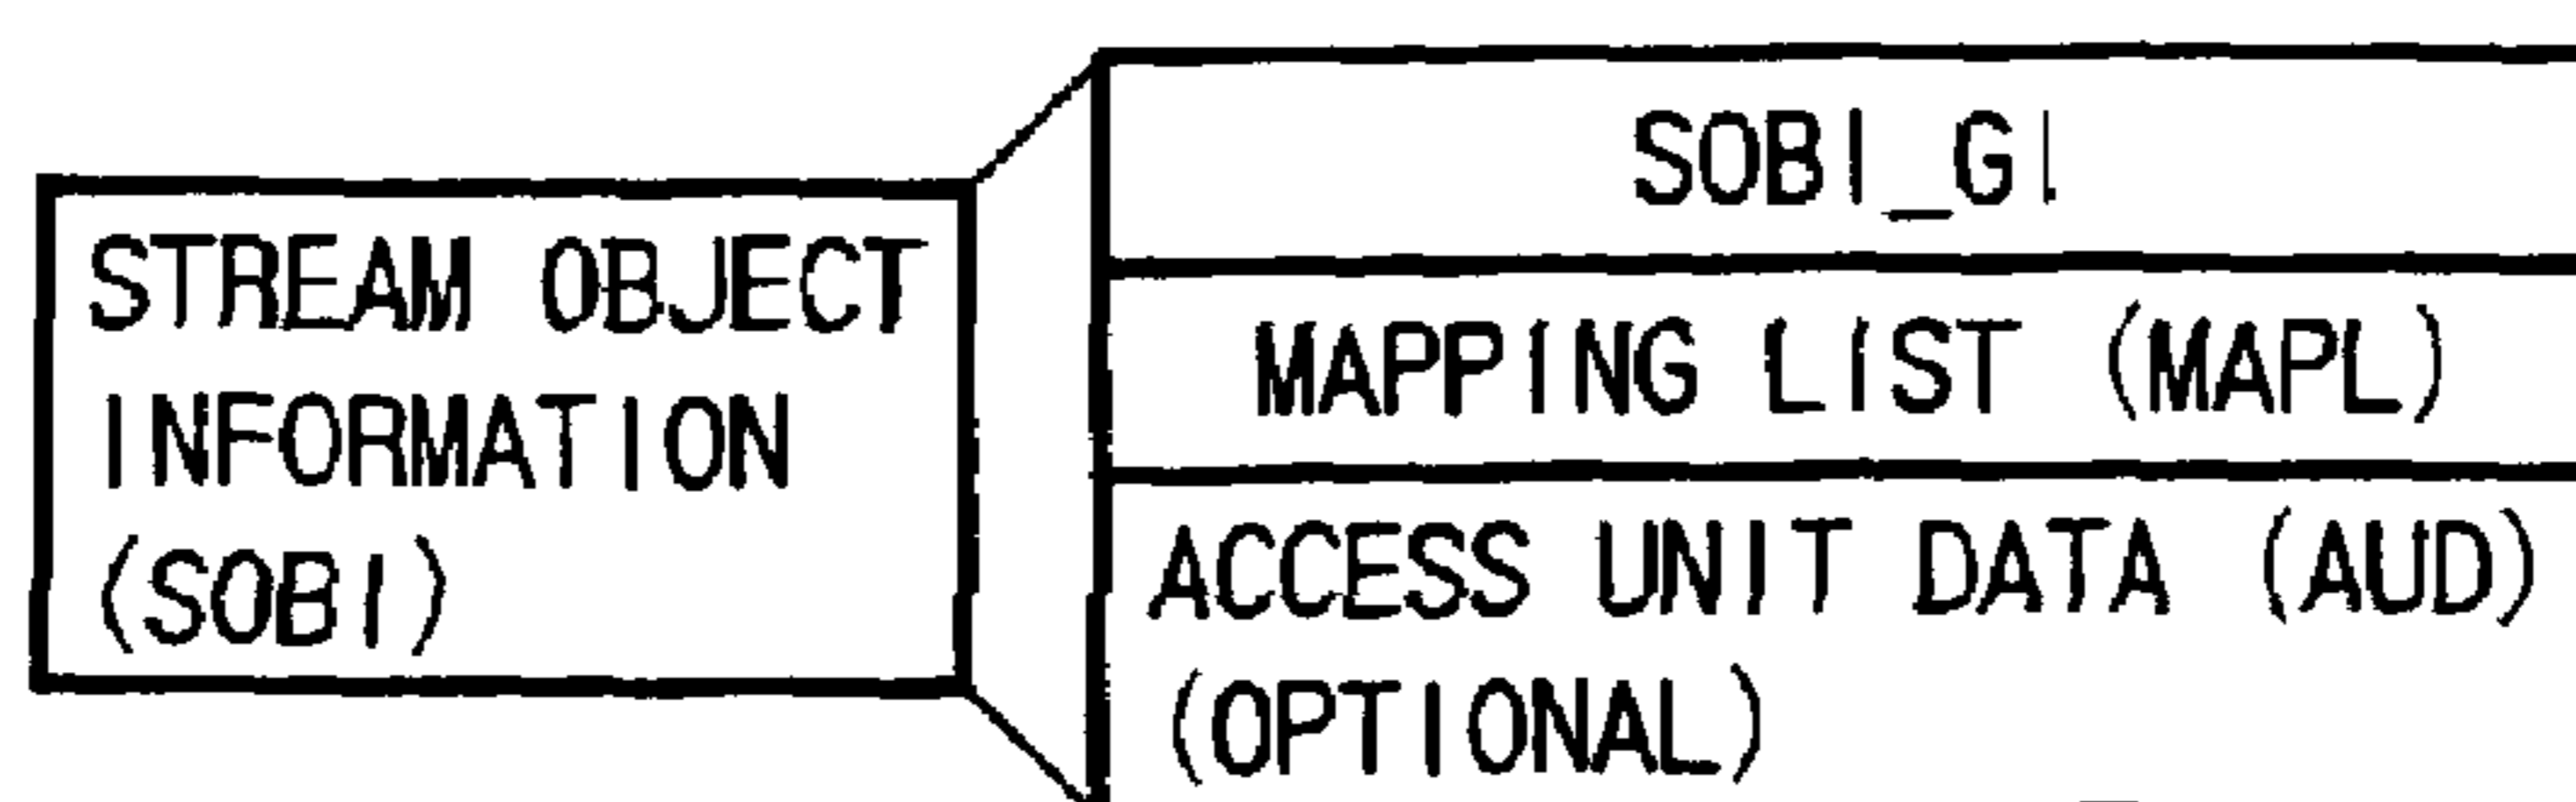 STREAM OBJECT
INFORMATION
(SOBI)
SOBI_GI
MAPPING LIST (MAPL)
ACCESS UNIT DATA (AUD)
(OPTIONAL)